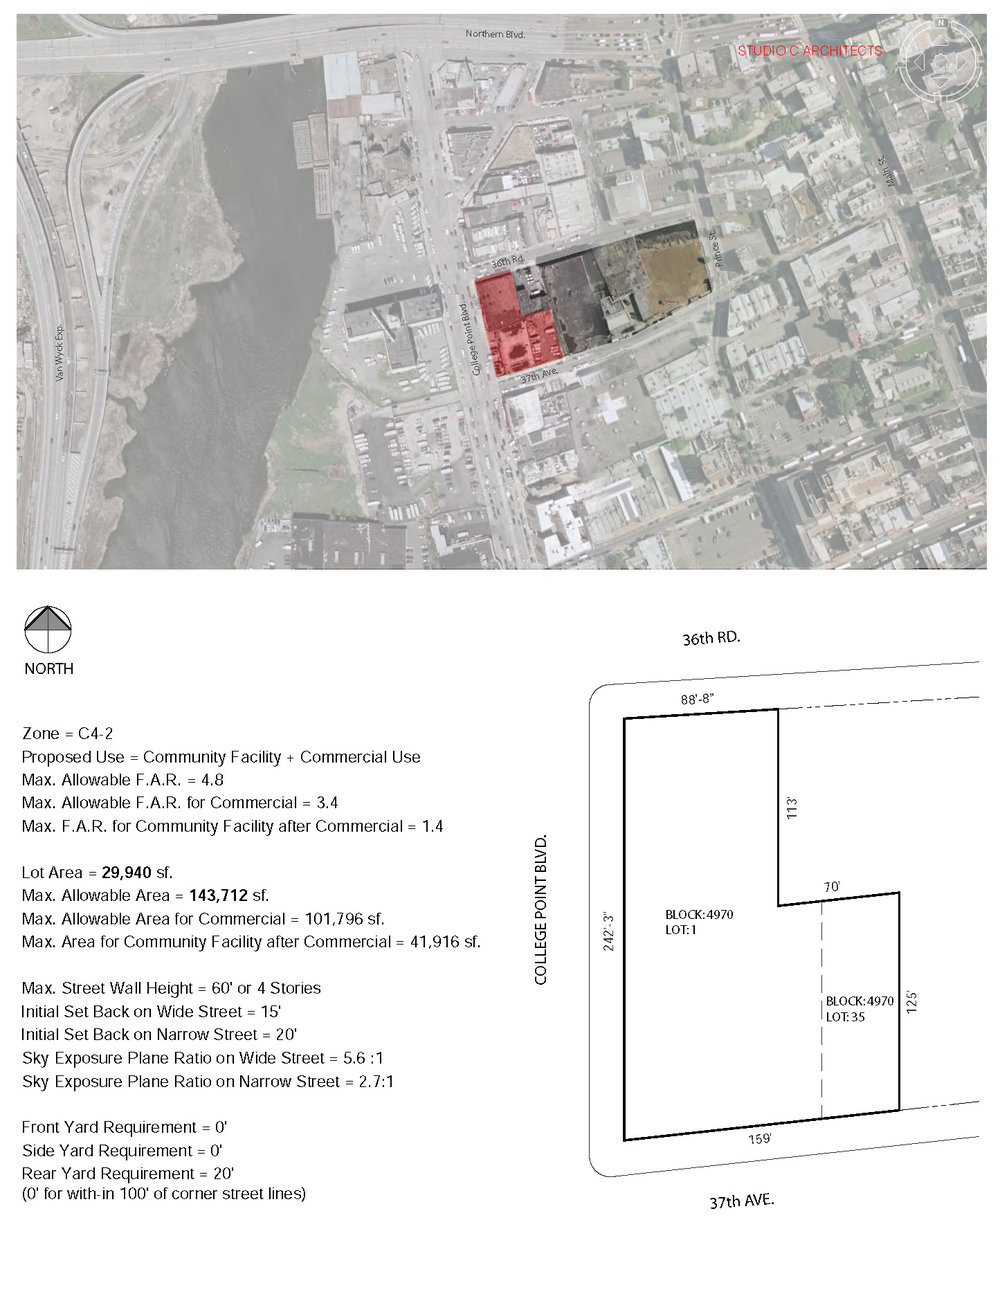 Northern Blvd.
STUDIO C ARCHITECTS
N
Main St.
Prince St.
36th Rd.
College Point Blvd.
Van Wyck Exp.
37th Ave.
NORTH
Zone = C4-2
Proposed Use = Community Facility + Commercial Use
Max. Allowable F.A.R. = 4.8
Max. Allowable F.A.R. for Commercial = 3.4
Max. F.A.R. for Community Facility after Commercial = 1.4
Lot Area = 29,940 sf.
Max. Allowable Area = 143,712 sf.
Max. Allowable Area for Commercial = 101,796 sf.
Max. Area for Community Facility after Commercial = 41,916 sf.
Max. Street Wall Height = 60' or 4 Stories
Initial Set Back on Wide Street = 15'
Initial Set Back on Narrow Street = 20'
Sky Exposure Plane Ratio on Wide Street = 5.6 :1
Sky Exposure Plane Ratio on Narrow Street = 2.7:1
Front Yard Requirement = 0'
Side Yard Requirement = 0'
Rear Yard Requirement = 20'
(0' for with-in 100' of corner street lines)
36th RD.
88'-8"
113'
70'
COLLEGE POINT BLVD.
242'-3"
BLOCK: 4970
LOT: 1
BLOCK: 4970
LOT: 35
125'
159'
37th AVE.